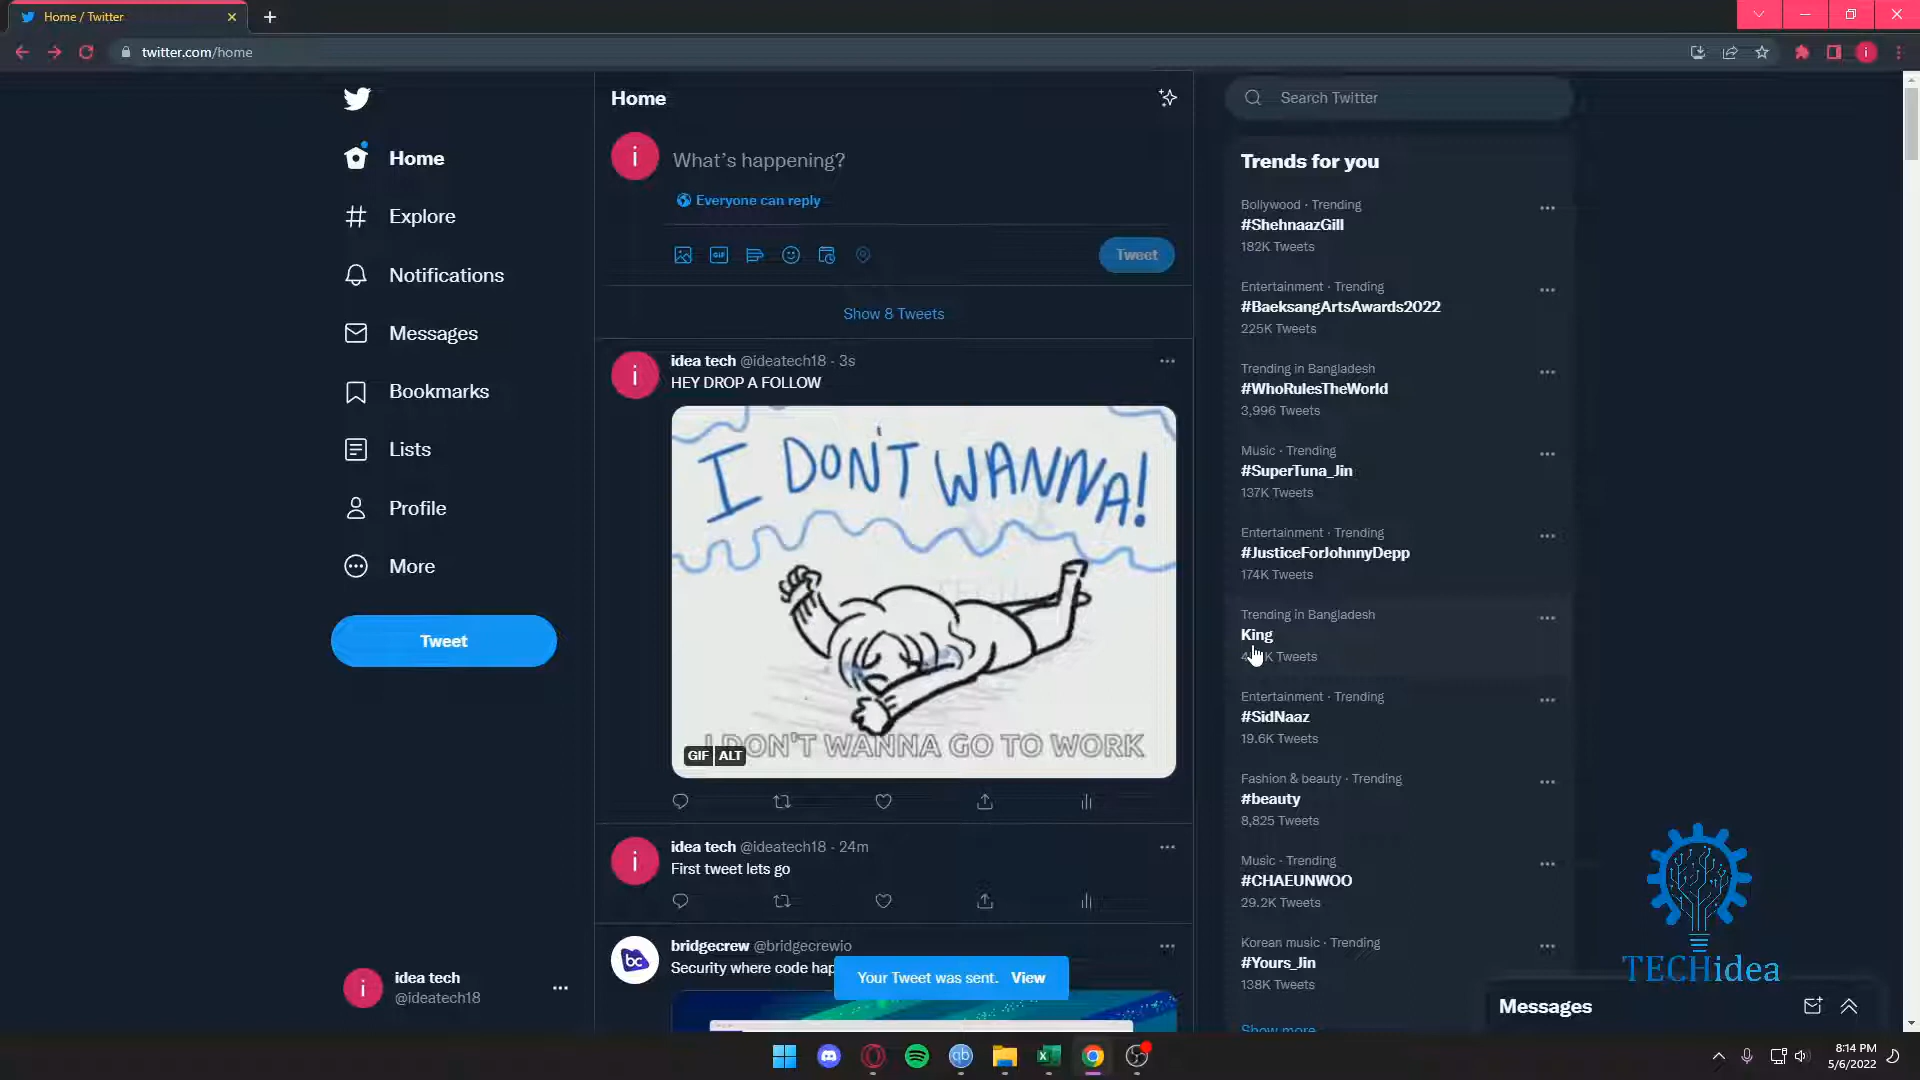 Home / Twitter
twitter.com/home
i
Home
Explore
Notifications
Messages
Bookmarks
Lists
Profile
More
Tweet
i
idea tech
@ideatech18
Home
i
What's happening?
Everyone can reply
GIF
Tweet
Show 8 Tweets
i
idea tech @ideatech18 · 3s
HEY DROP A FOLLOW
I DON'T WANNA!
I DON'T WANNA GO TO WORK
GIF ALT
i
idea tech @ideatech18 · 24m
First tweet lets go
bc
bridgecrew @bridgecrewio
Security where code
Your Tweet was sent. View
Search Twitter
Trends for you
Bollywood · Trending
#ShehnaazGill
182K Tweets
Entertainment · Trending
#BaeksangArtsAwards2022
225K Tweets
Trending in Bangladesh
#WhoRulesTheWorld
3,996 Tweets
Music · Trending
#SuperTuna_Jin
137K Tweets
Entertainment · Trending
#JusticeForJohnnyDepp
174K Tweets
Trending in Bangladesh
King
Tweets
Entertainment · Trending
#SidNaaz
19.6K Tweets
Fashion & beauty · Trending
#beauty
8,825 Tweets
Music · Trending
#CHAEUNWOO
29.2K Tweets
Korean music · Trending
#Yours_Jin
138K Tweets
Show more
TECHidea
Messages
qb
8:14 PM
5/6/2022